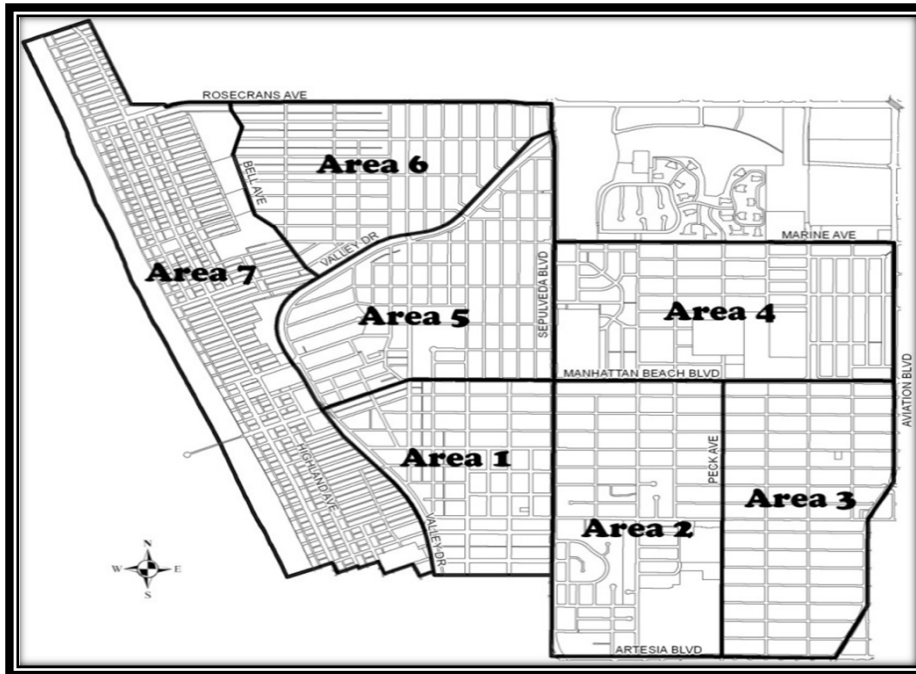 ROSECRANS AVE
Area 6
BELL AVE
VALLEY DR
MARINE AVE
Area 7
SEPULVEDA BLVD
Area 5
Area 4
MANHATTAN BEACH BLVD
AVIATION BLVD
HIGHLAND AVE
Area 1
PECK AVE
Area 3
Area 2
VALLEY DR
N
W
E
S
ARTESIA BLVD